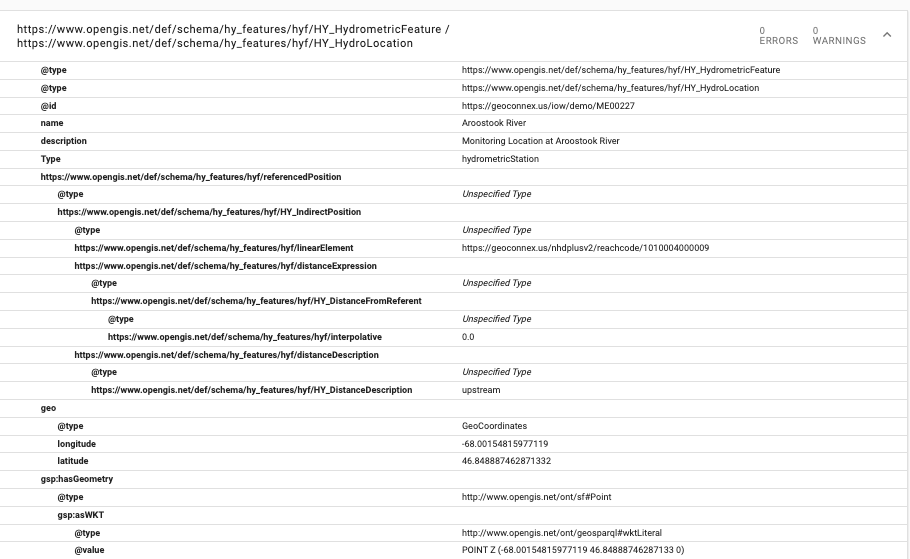 https://www.opengis.net/def/schema/hy_features/hyf/HY_HydrometricFeature /
https://www.opengis.net/def/schema/hy_features/hyf/HY_HydroLocation
0 ERRORS 0 WARNINGS
@type https://www.opengis.net/def/schema/hy_features/hyf/HY_HydrometricFeature
@type https://www.opengis.net/def/schema/hy_features/hyf/HY_HydroLocation
@id https://geoconnex.us/iow/demo/ME00227
name Aroostook River
description Monitoring Location at Aroostook River
Type hydrometricStation
https://www.opengis.net/def/schema/hy_features/hyf/referencedPosition
@type Unspecified Type
https://www.opengis.net/def/schema/hy_features/hyf/HY_IndirectPosition
@type Unspecified Type
https://www.opengis.net/def/schema/hy_features/hyf/linearElement https://geoconnex.us/nhdplusv2/reachcode/1010004000009
https://www.opengis.net/def/schema/hy_features/hyf/distanceExpression
@type Unspecified Type
https://www.opengis.net/def/schema/hy_features/hyf/HY_DistanceFromReferent
@type Unspecified Type
https://www.opengis.net/def/schema/hy_features/hyf/interpolative 0.0
https://www.opengis.net/def/schema/hy_features/hyf/distanceDescription
@type Unspecified Type
https://www.opengis.net/def/schema/hy_features/hyf/HY_DistanceDescription upstream
geo
@type GeoCoordinates
longitude -68.00154815977119
latitude 46.848887462871332
gsp:hasGeometry
@type http://www.opengis.net/ont/sf#Point
gsp:asWKT
@type http://www.opengis.net/ont/geosparql#wktLiteral
@value POINT Z (-68.00154815977119 46.84888746287133 0)